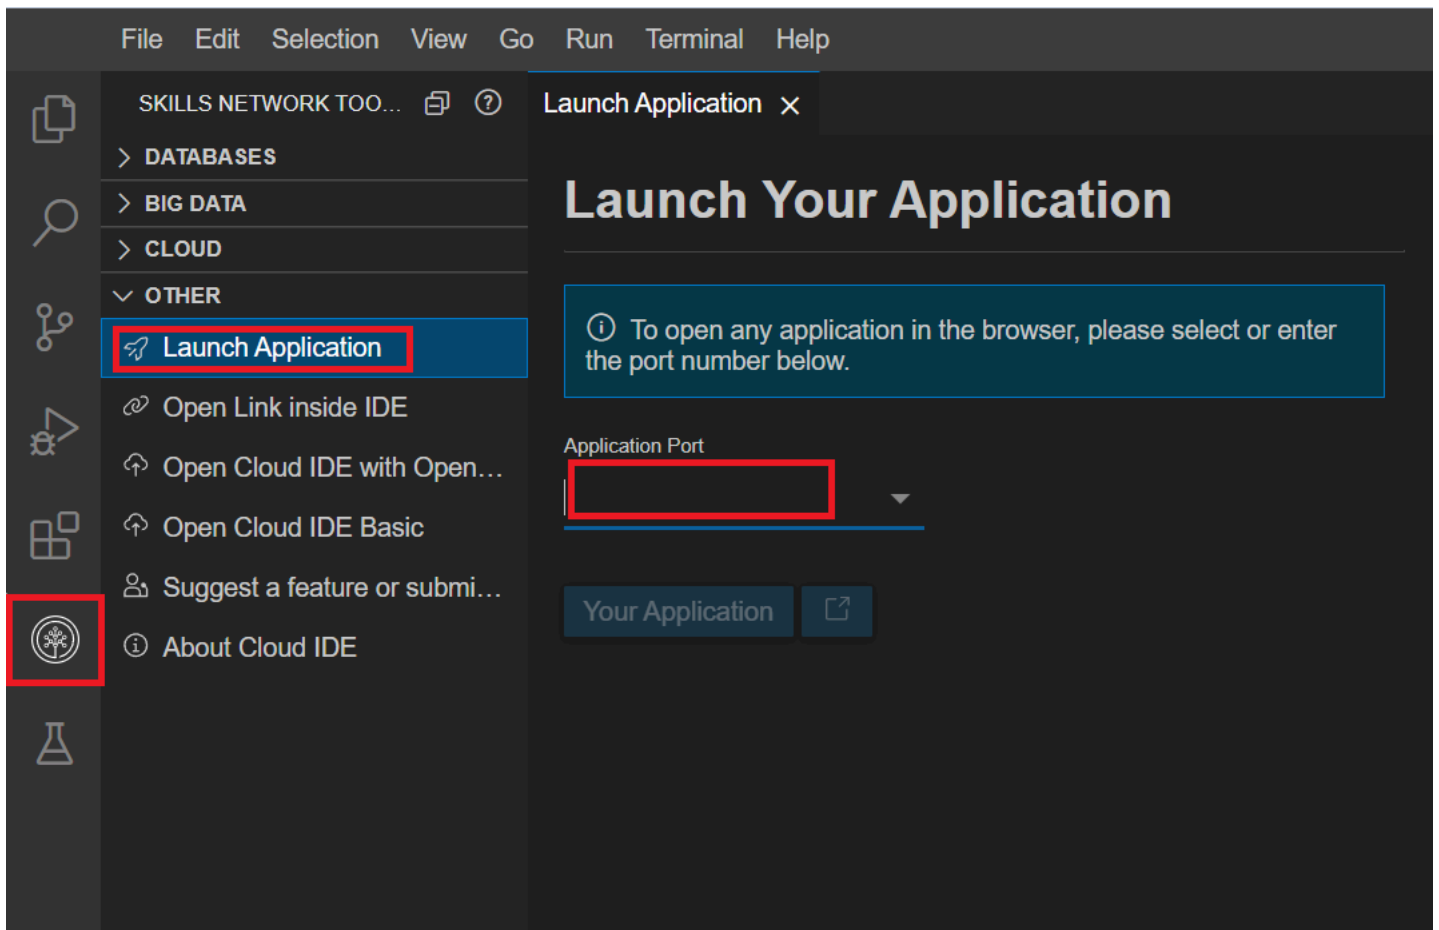 File Edit Selection View Go Run Terminal Help
SKILLS NETWORK TOO...
DATABASES
BIG DATA
CLOUD
OTHER
Launch Application
Open Link inside IDE
Open Cloud IDE with Open...
Open Cloud IDE Basic
Suggest a feature or submi...
About Cloud IDE
Launch Application
Launch Your Application
To open any application in the browser, please select or enter
the port number below.
Application Port
Your Application